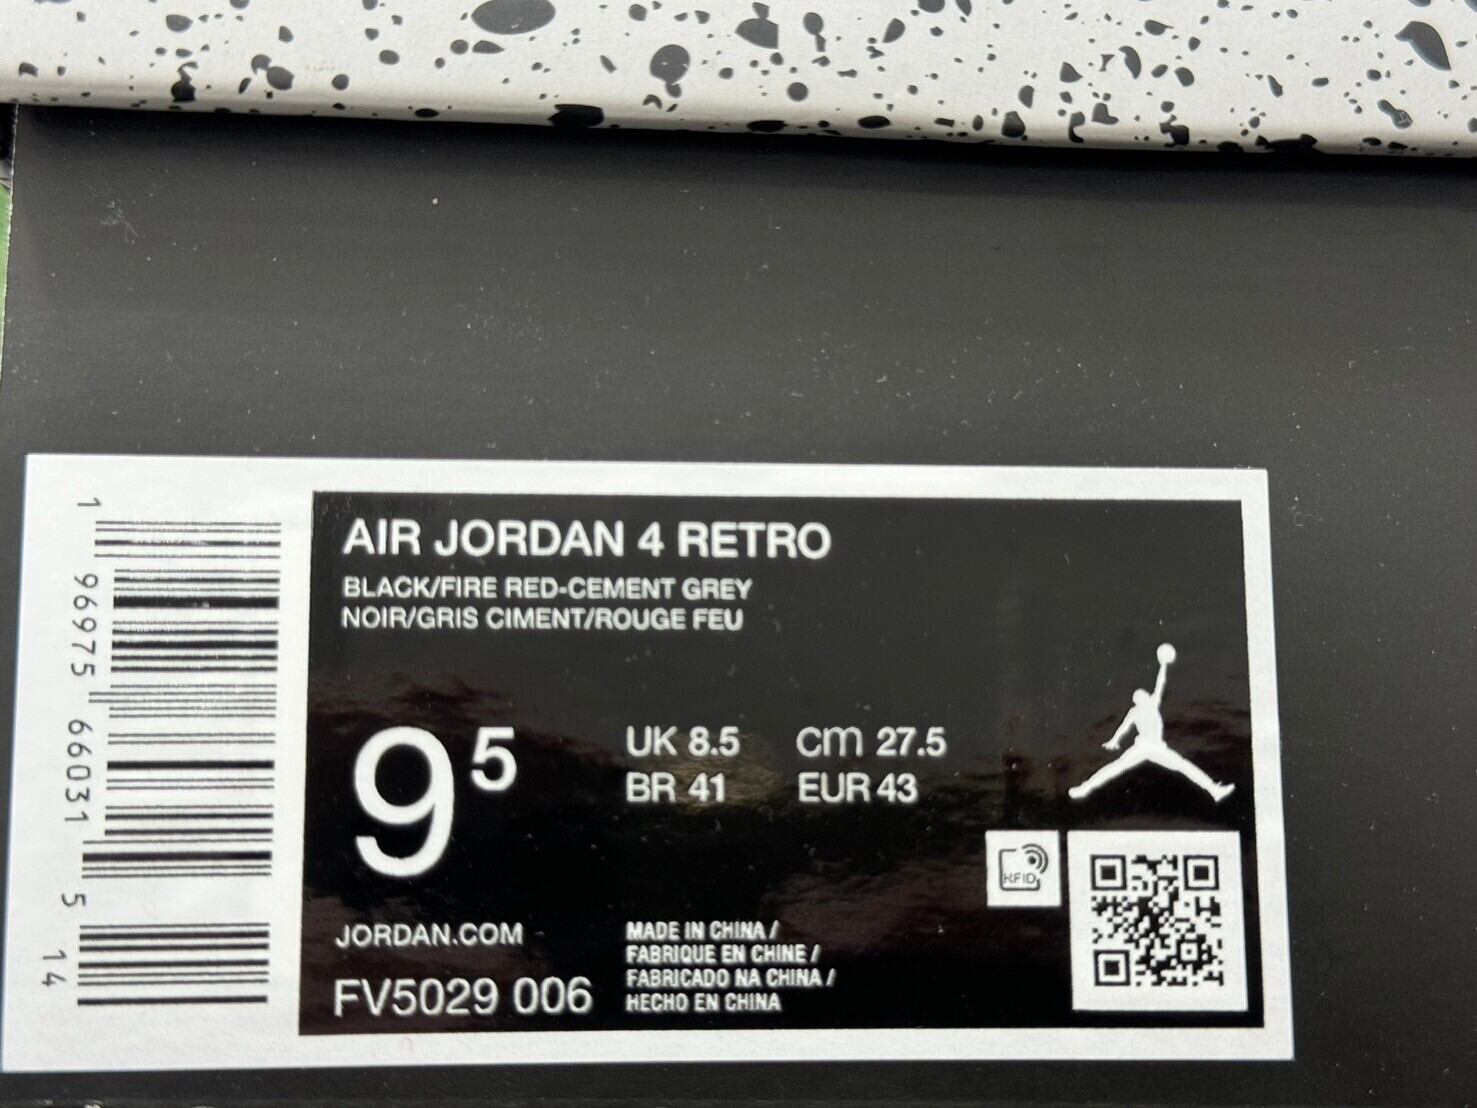 AIR JORDAN 4 RETRO
BLACK/FIRE RED-CEMENT GREY
NOIR/GRIS CIMENT/ROUGE FEU
9 5
UK 8.5 cm 27.5
BR 41 EUR 43
RFID
JORDAN.COM
FV5029 006
MADE IN CHINA /
FABRIQUE EN CHINE /
FABRICADO NA CHINA /
HECHO EN CHINA
1 96975 66031 5 14